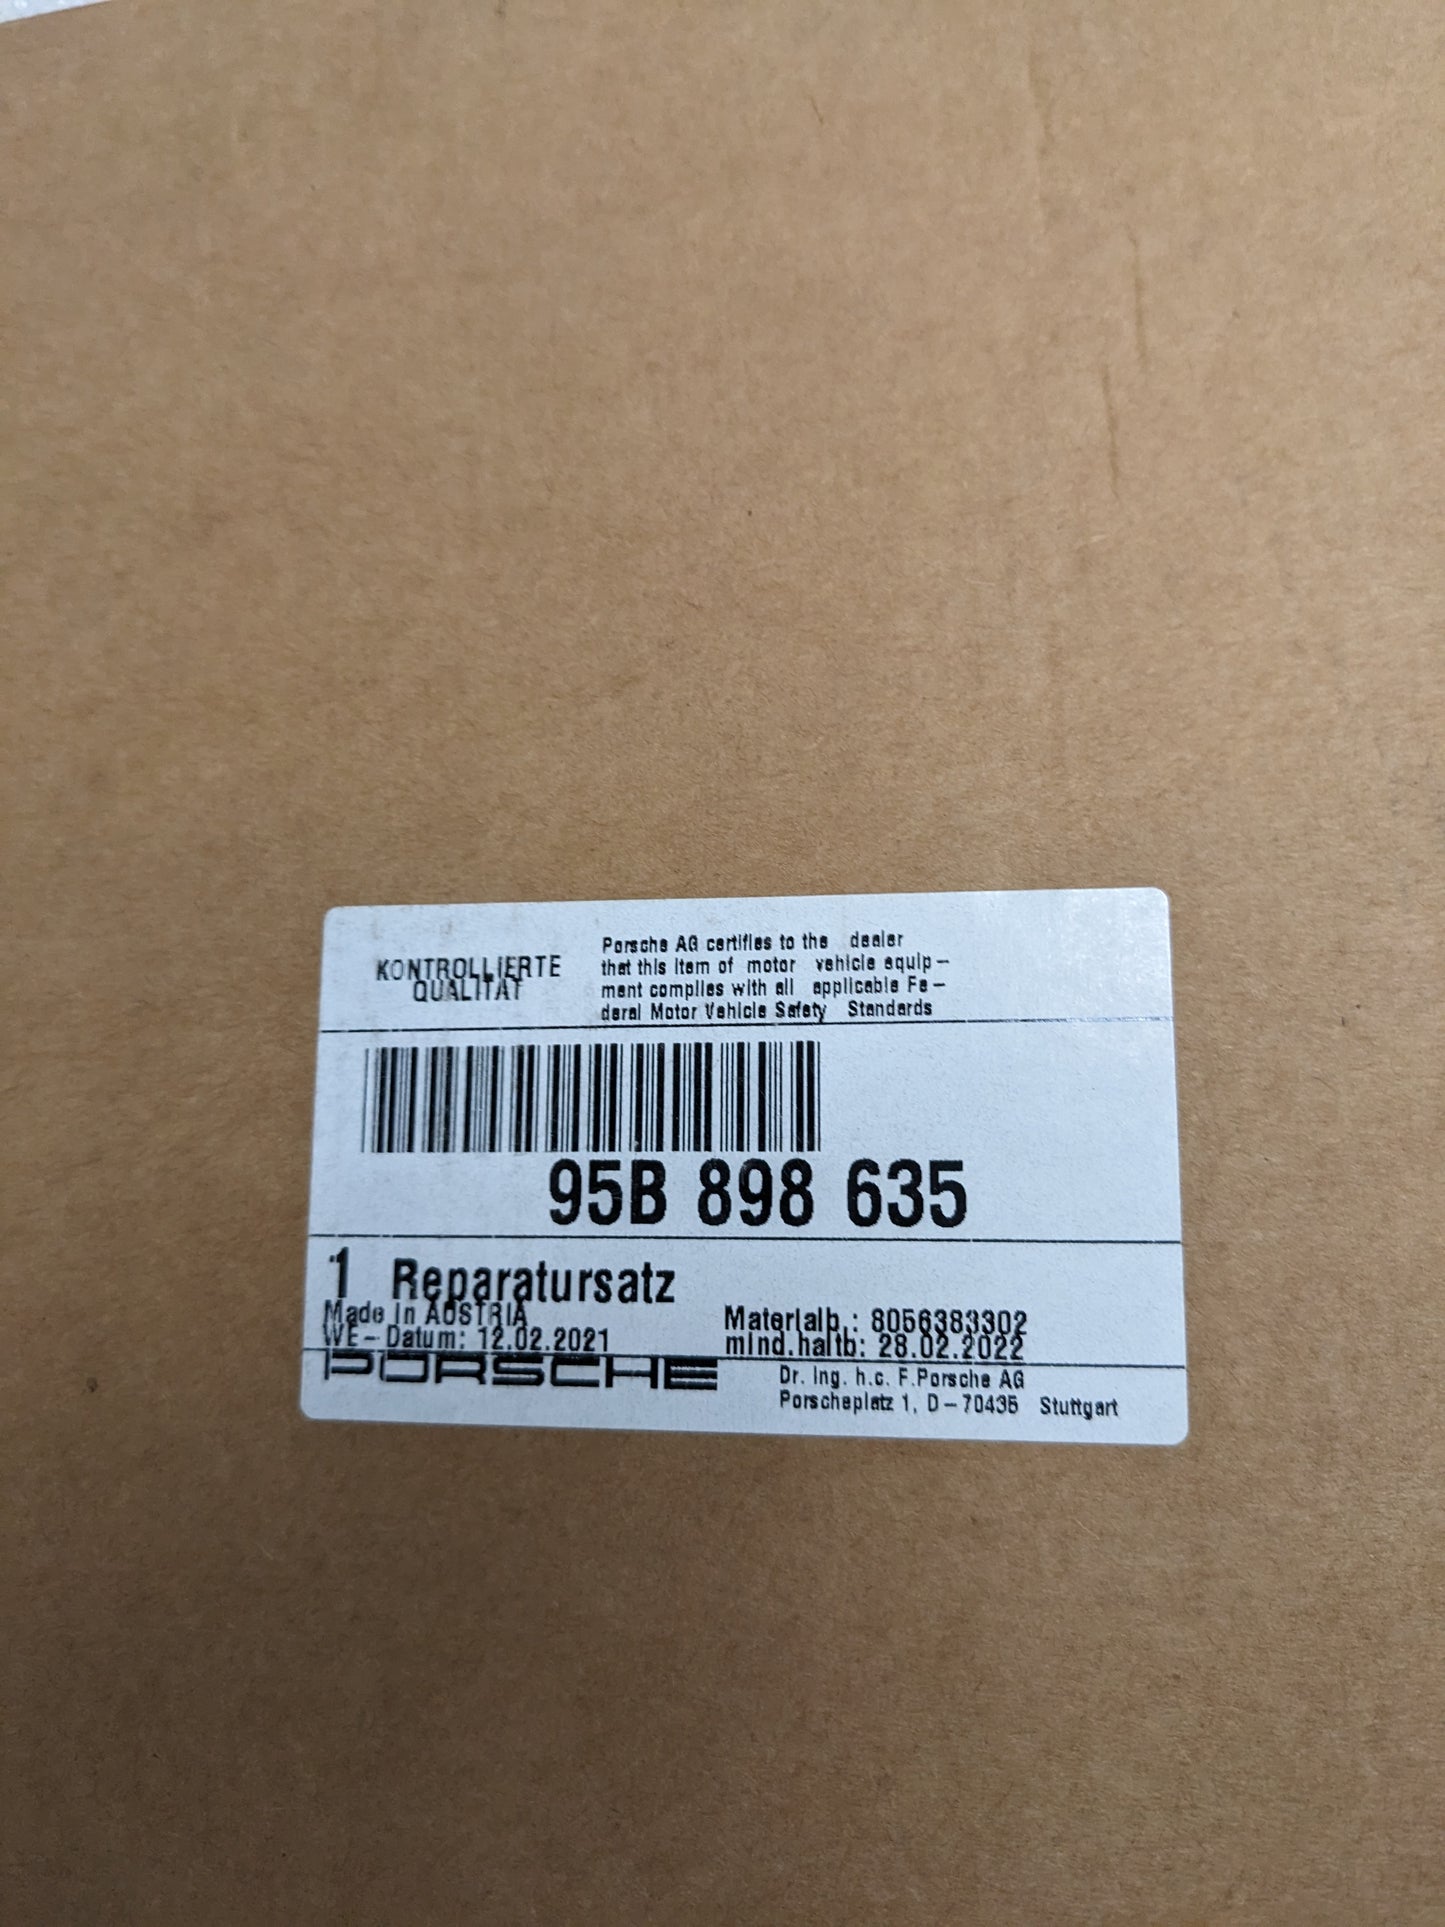 KONTROLLIERTE
QUALITÄT
Porsche AG certifies to the dealer
that this item of motor vehicle equip-
ment complies with all applicable Fe-
deral Motor Vehicle Safety Standards
95B 898 635
1 Reparatursatz
Made in AUSTRIA
WE-Datum: 12.02.2021
Materialb.: 8056383302
mind.haltb: 28.02.2022
PORSCHE
Dr. Ing. h.c. F.Porsche AG
Porscheplatz 1, D-70435 Stuttgart